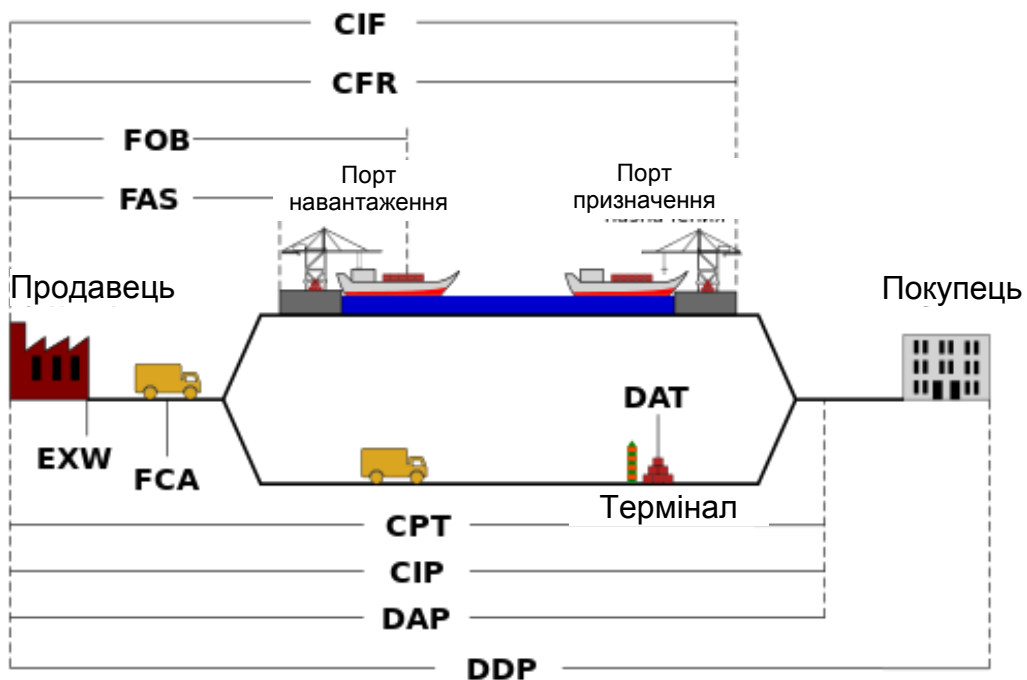 CIF
CFR
FOB
FAS
Порт
навантаження
Порт
призначення
Продавець
Покупець
EXW
FCA
DAT
Термінал
CPT
CIP
DAP
DDP